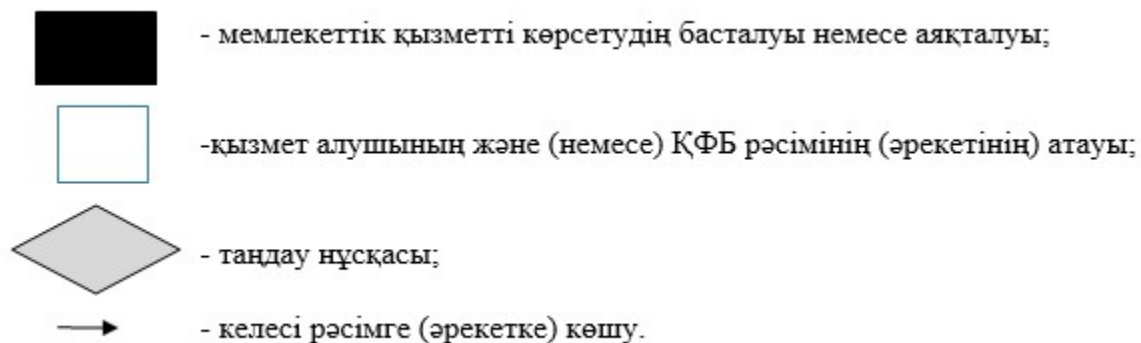 - мемлекеттік қызметті көрсетудің басталуы немесе аяқталуы;
-қызмет алушының және (немесе) ҚФБ рәсімінің (әрекетінің) атауы;
- таңдау нұсқасы;
- келесі рәсімге (әрекетке) көшу.